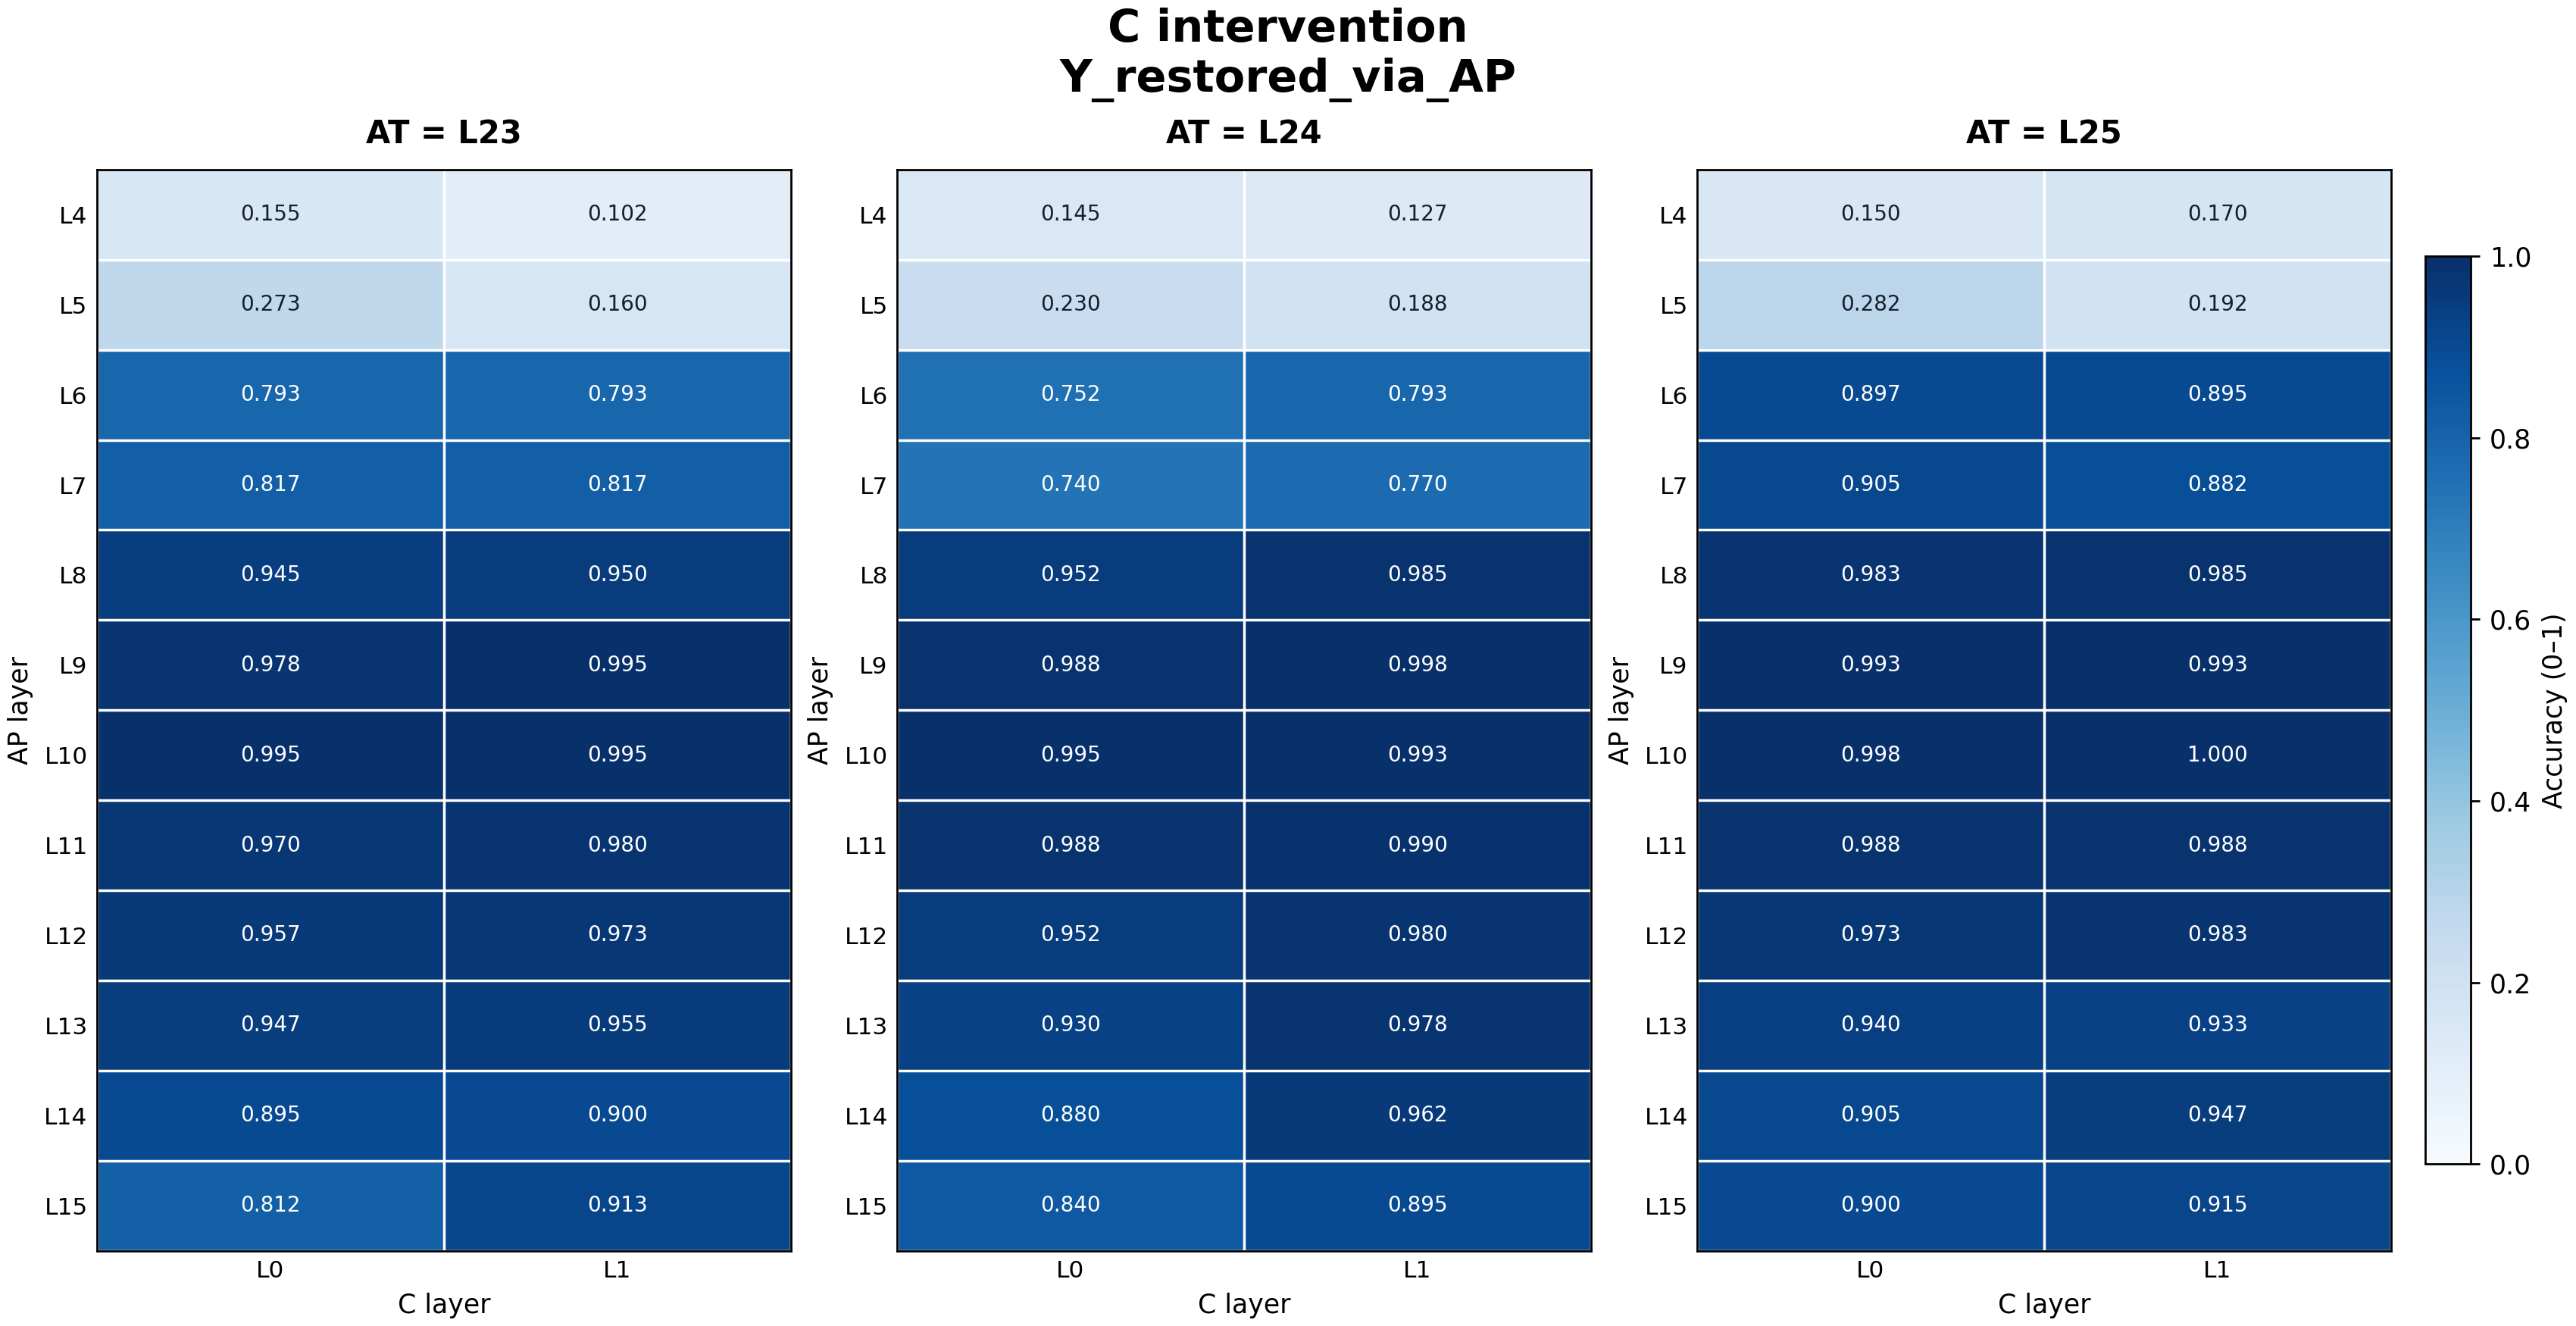 C intervention
Y_restored_via_AP
AT = L23
AT = L24
AT = L25
AP layer
L4 0.155 0.102
L5 0.273 0.160
L6 0.793 0.793
L7 0.817 0.817
L8 0.945 0.950
L9 0.978 0.995
L10 0.995 0.995
L11 0.970 0.980
L12 0.957 0.973
L13 0.947 0.955
L14 0.895 0.900
L15 0.812 0.913
L0 L1
C layer
AP layer
L4 0.145 0.127
L5 0.230 0.188
L6 0.752 0.793
L7 0.740 0.770
L8 0.952 0.985
L9 0.988 0.998
L10 0.995 0.993
L11 0.988 0.990
L12 0.952 0.980
L13 0.930 0.978
L14 0.880 0.962
L15 0.840 0.895
L0 L1
C layer
AP layer
L4 0.150 0.170
L5 0.282 0.192
L6 0.897 0.895
L7 0.905 0.882
L8 0.983 0.985
L9 0.993 0.993
L10 0.998 1.000
L11 0.988 0.988
L12 0.973 0.983
L13 0.940 0.933
L14 0.905 0.947
L15 0.900 0.915
L0 L1
C layer
1.0
0.8
0.6
0.4
0.2
0.0
Accuracy (0–1)